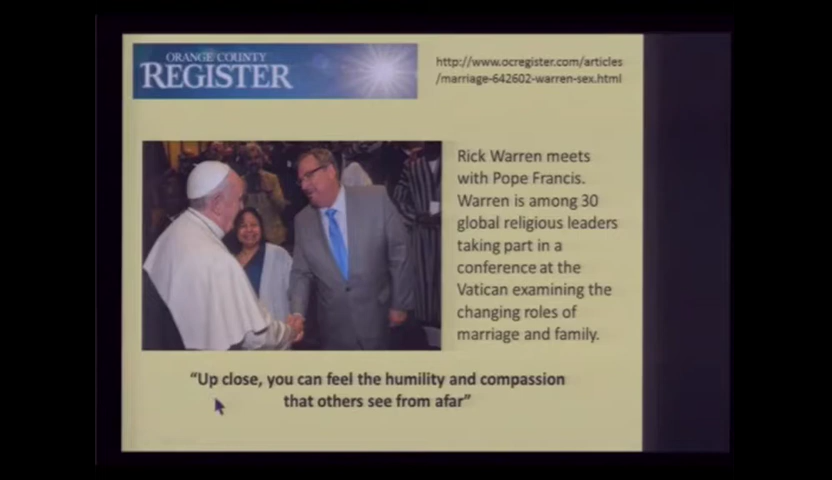 ORANGE COUNTY
REGISTER
http://www.ocregister.com/articles
/marriage-642602-warren-sex.html
Rick Warren meets
with Pope Francis.
Warren is among 30
global religious leaders
taking part in a
conference at the
Vatican examining the
changing roles of
marriage and family.
“Up close, you can feel the humility and compassion
that others see from afar”